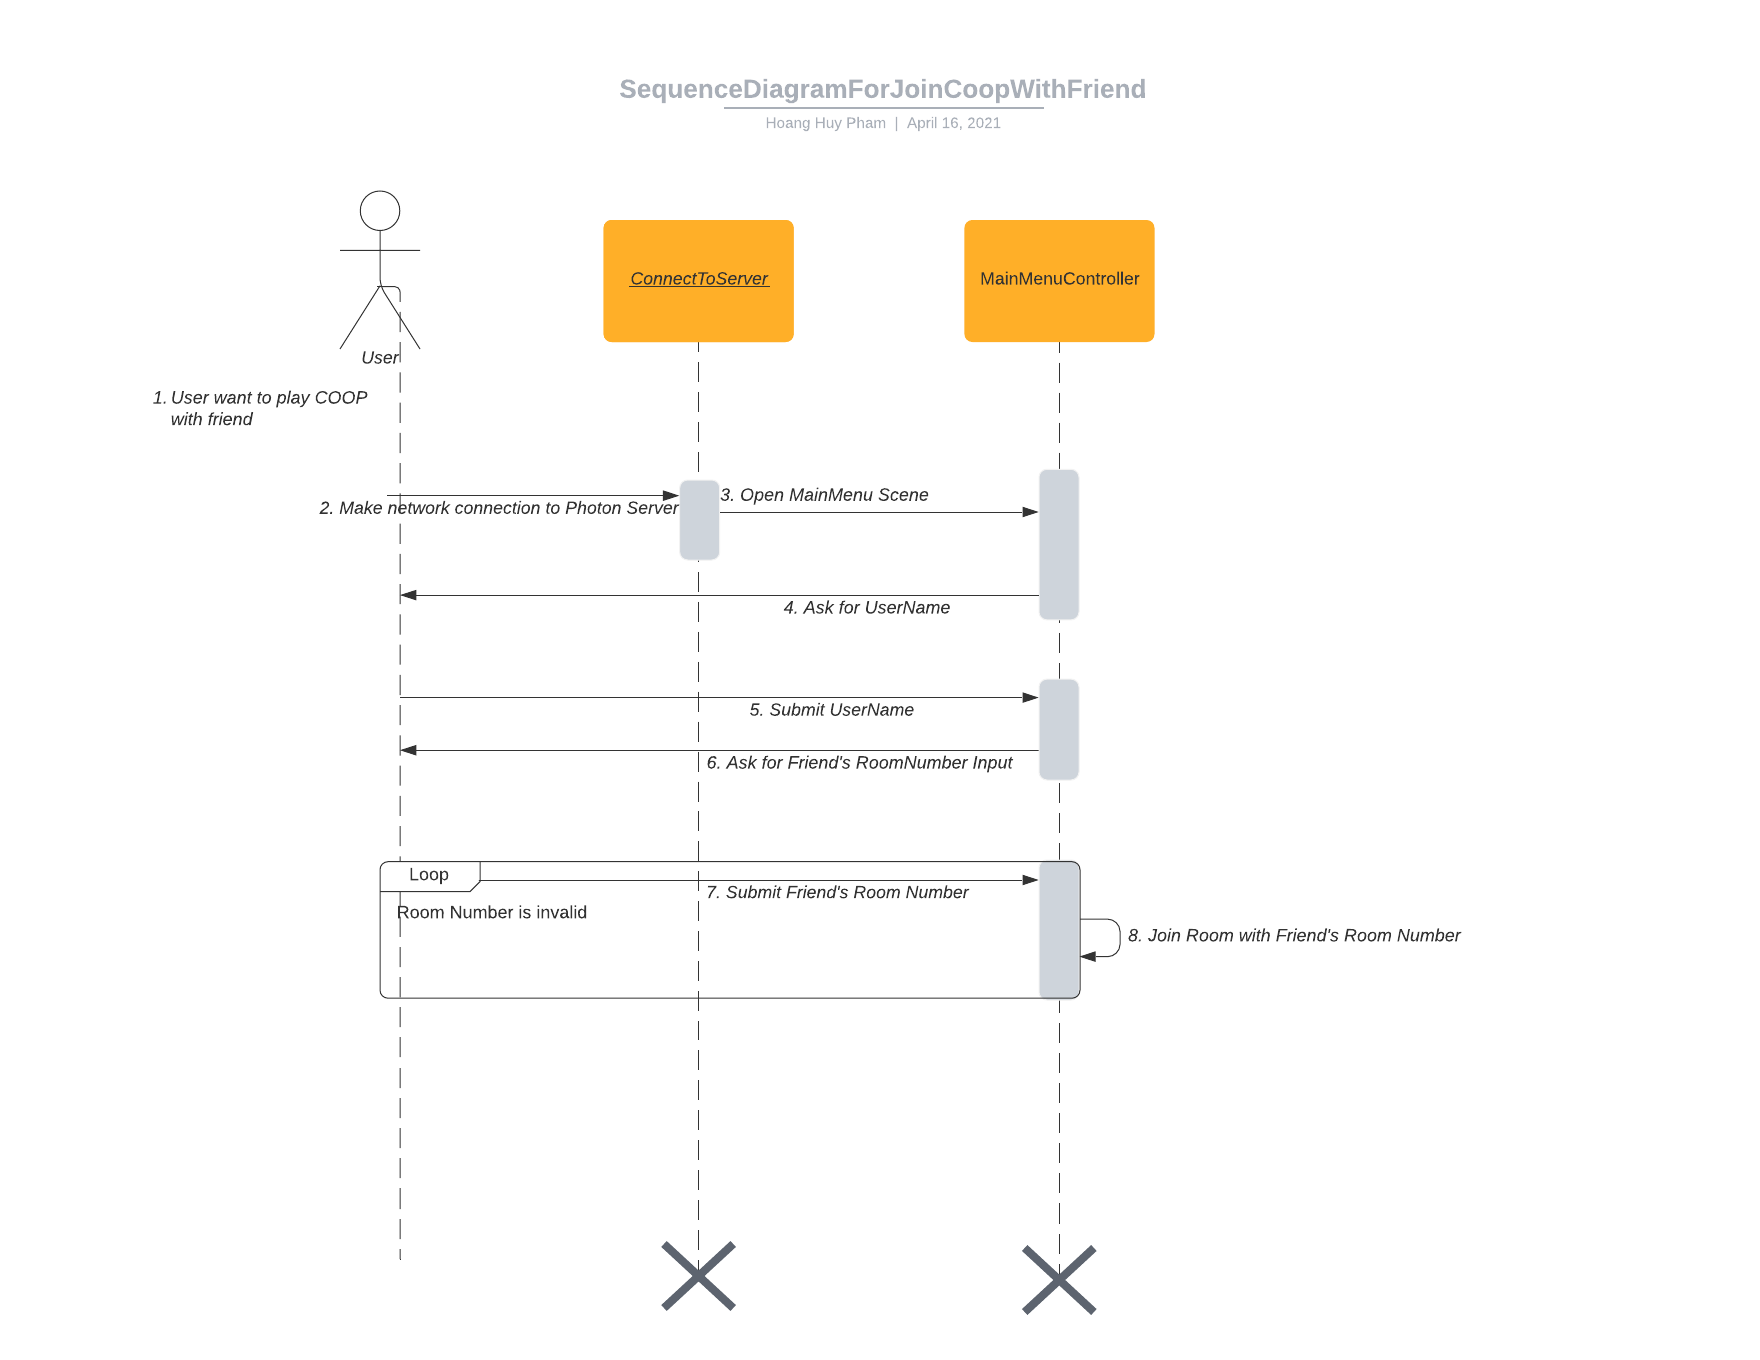 SequenceDiagramForJoinCoopWithFriend
Hoang Huy Pham | April 16, 2021
ConnectToServer
MainMenuController
User
1. User want to play COOP
with friend
2. Make network connection to Photon Server
3. Open MainMenu Scene
4. Ask for UserName
5. Submit UserName
6. Ask for Friend's RoomNumber Input
Loop
7. Submit Friend's Room Number
Room Number is invalid
8. Join Room with Friend's Room Number